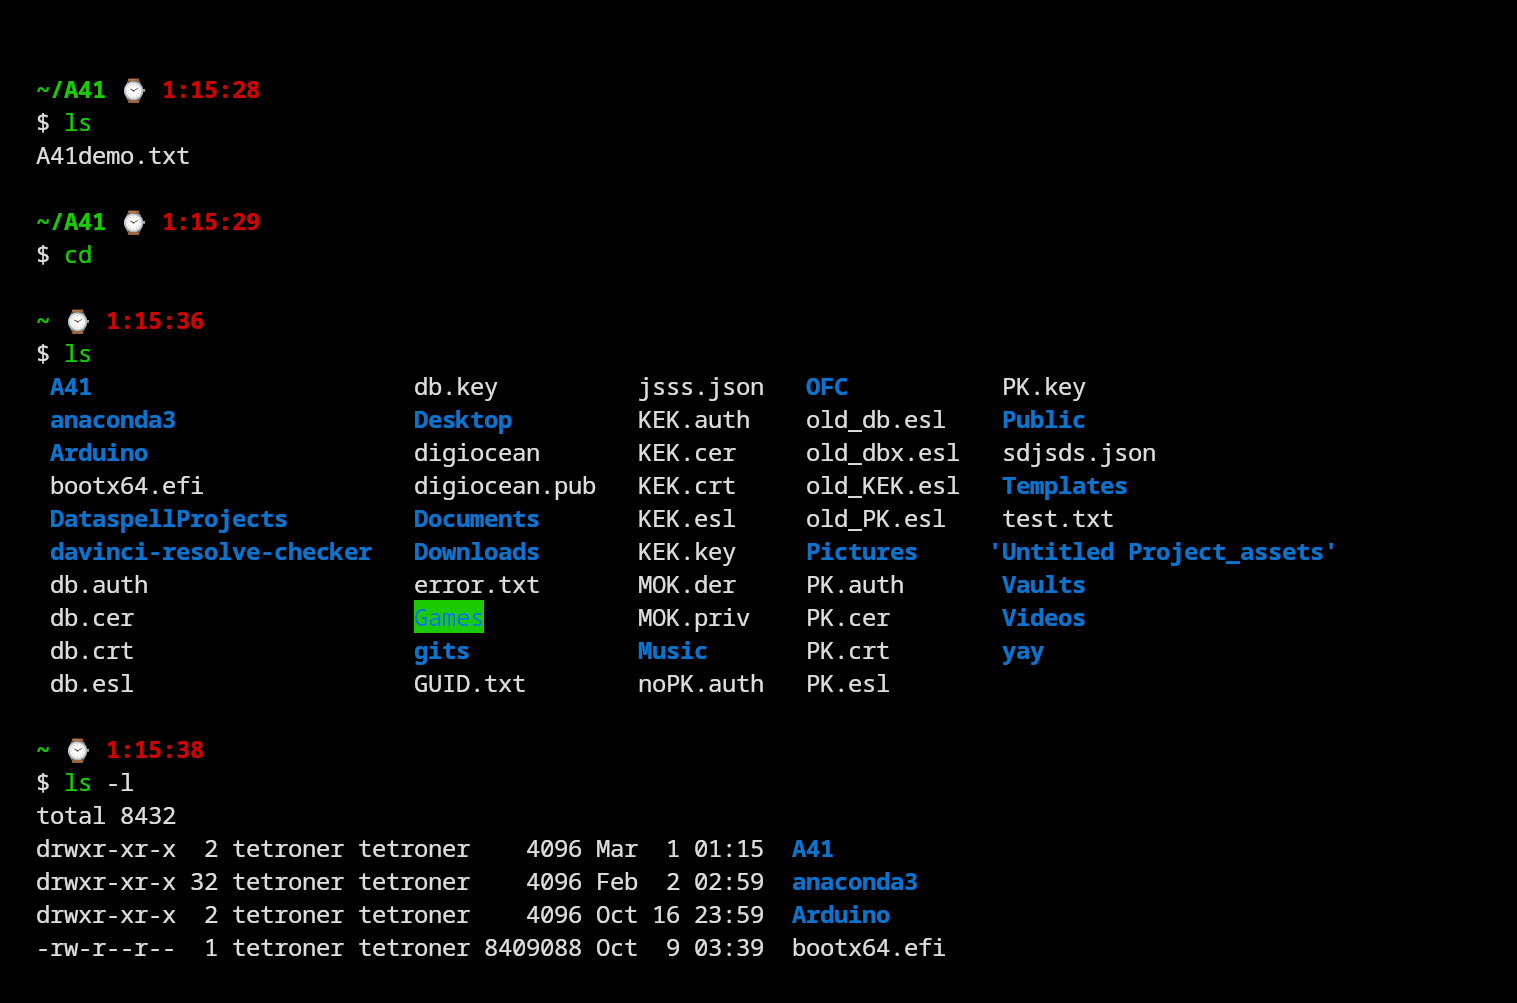 ~/A41 ⌚ 1:15:28
$ ls
A41demo.txt
~/A41 ⌚ 1:15:29
$ cd
~ ⌚ 1:15:36
$ ls
A41 db.key jsss.json OFC PK.key
anaconda3 Desktop KEK.auth old_db.esl Public
Arduino digiocean KEK.cer old_dbx.esl sdjsds.json
bootx64.efi digiocean.pub KEK.crt old_KEK.esl Templates
DataspellProjects Documents KEK.esl old_PK.esl test.txt
davinci-resolve-checker Downloads KEK.key Pictures 'Untitled Project_assets'
db.auth error.txt MOK.der PK.auth Vaults
db.cer Games MOK.priv PK.cer Videos
db.crt gits Music PK.crt yay
db.esl GUID.txt noPK.auth PK.esl
~ ⌚ 1:15:38
$ ls -l
total 8432
drwxr-xr-x 2 tetroner tetroner 4096 Mar 1 01:15 A41
drwxr-xr-x 32 tetroner tetroner 4096 Feb 2 02:59 anaconda3
drwxr-xr-x 2 tetroner tetroner 4096 Oct 16 23:59 Arduino
-rw-r--r-- 1 tetroner tetroner 8409088 Oct 9 03:39 bootx64.efi